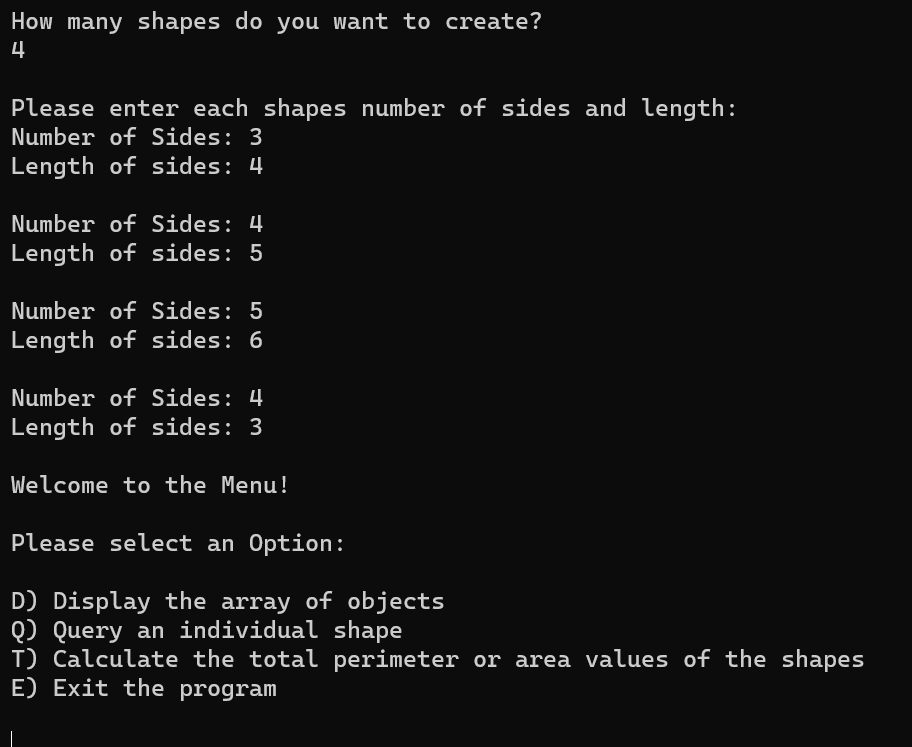 How many shapes do you want to create?
4
Please enter each shapes number of sides and length:
Number of Sides: 3
Length of sides: 4
Number of Sides: 4
Length of sides: 5
Number of Sides: 5
Length of sides: 6
Number of Sides: 4
Length of sides: 3
Welcome to the Menu!
Please select an Option:
D) Display the array of objects
Q) Query an individual shape
T) Calculate the total perimeter or area values of the shapes
E) Exit the program